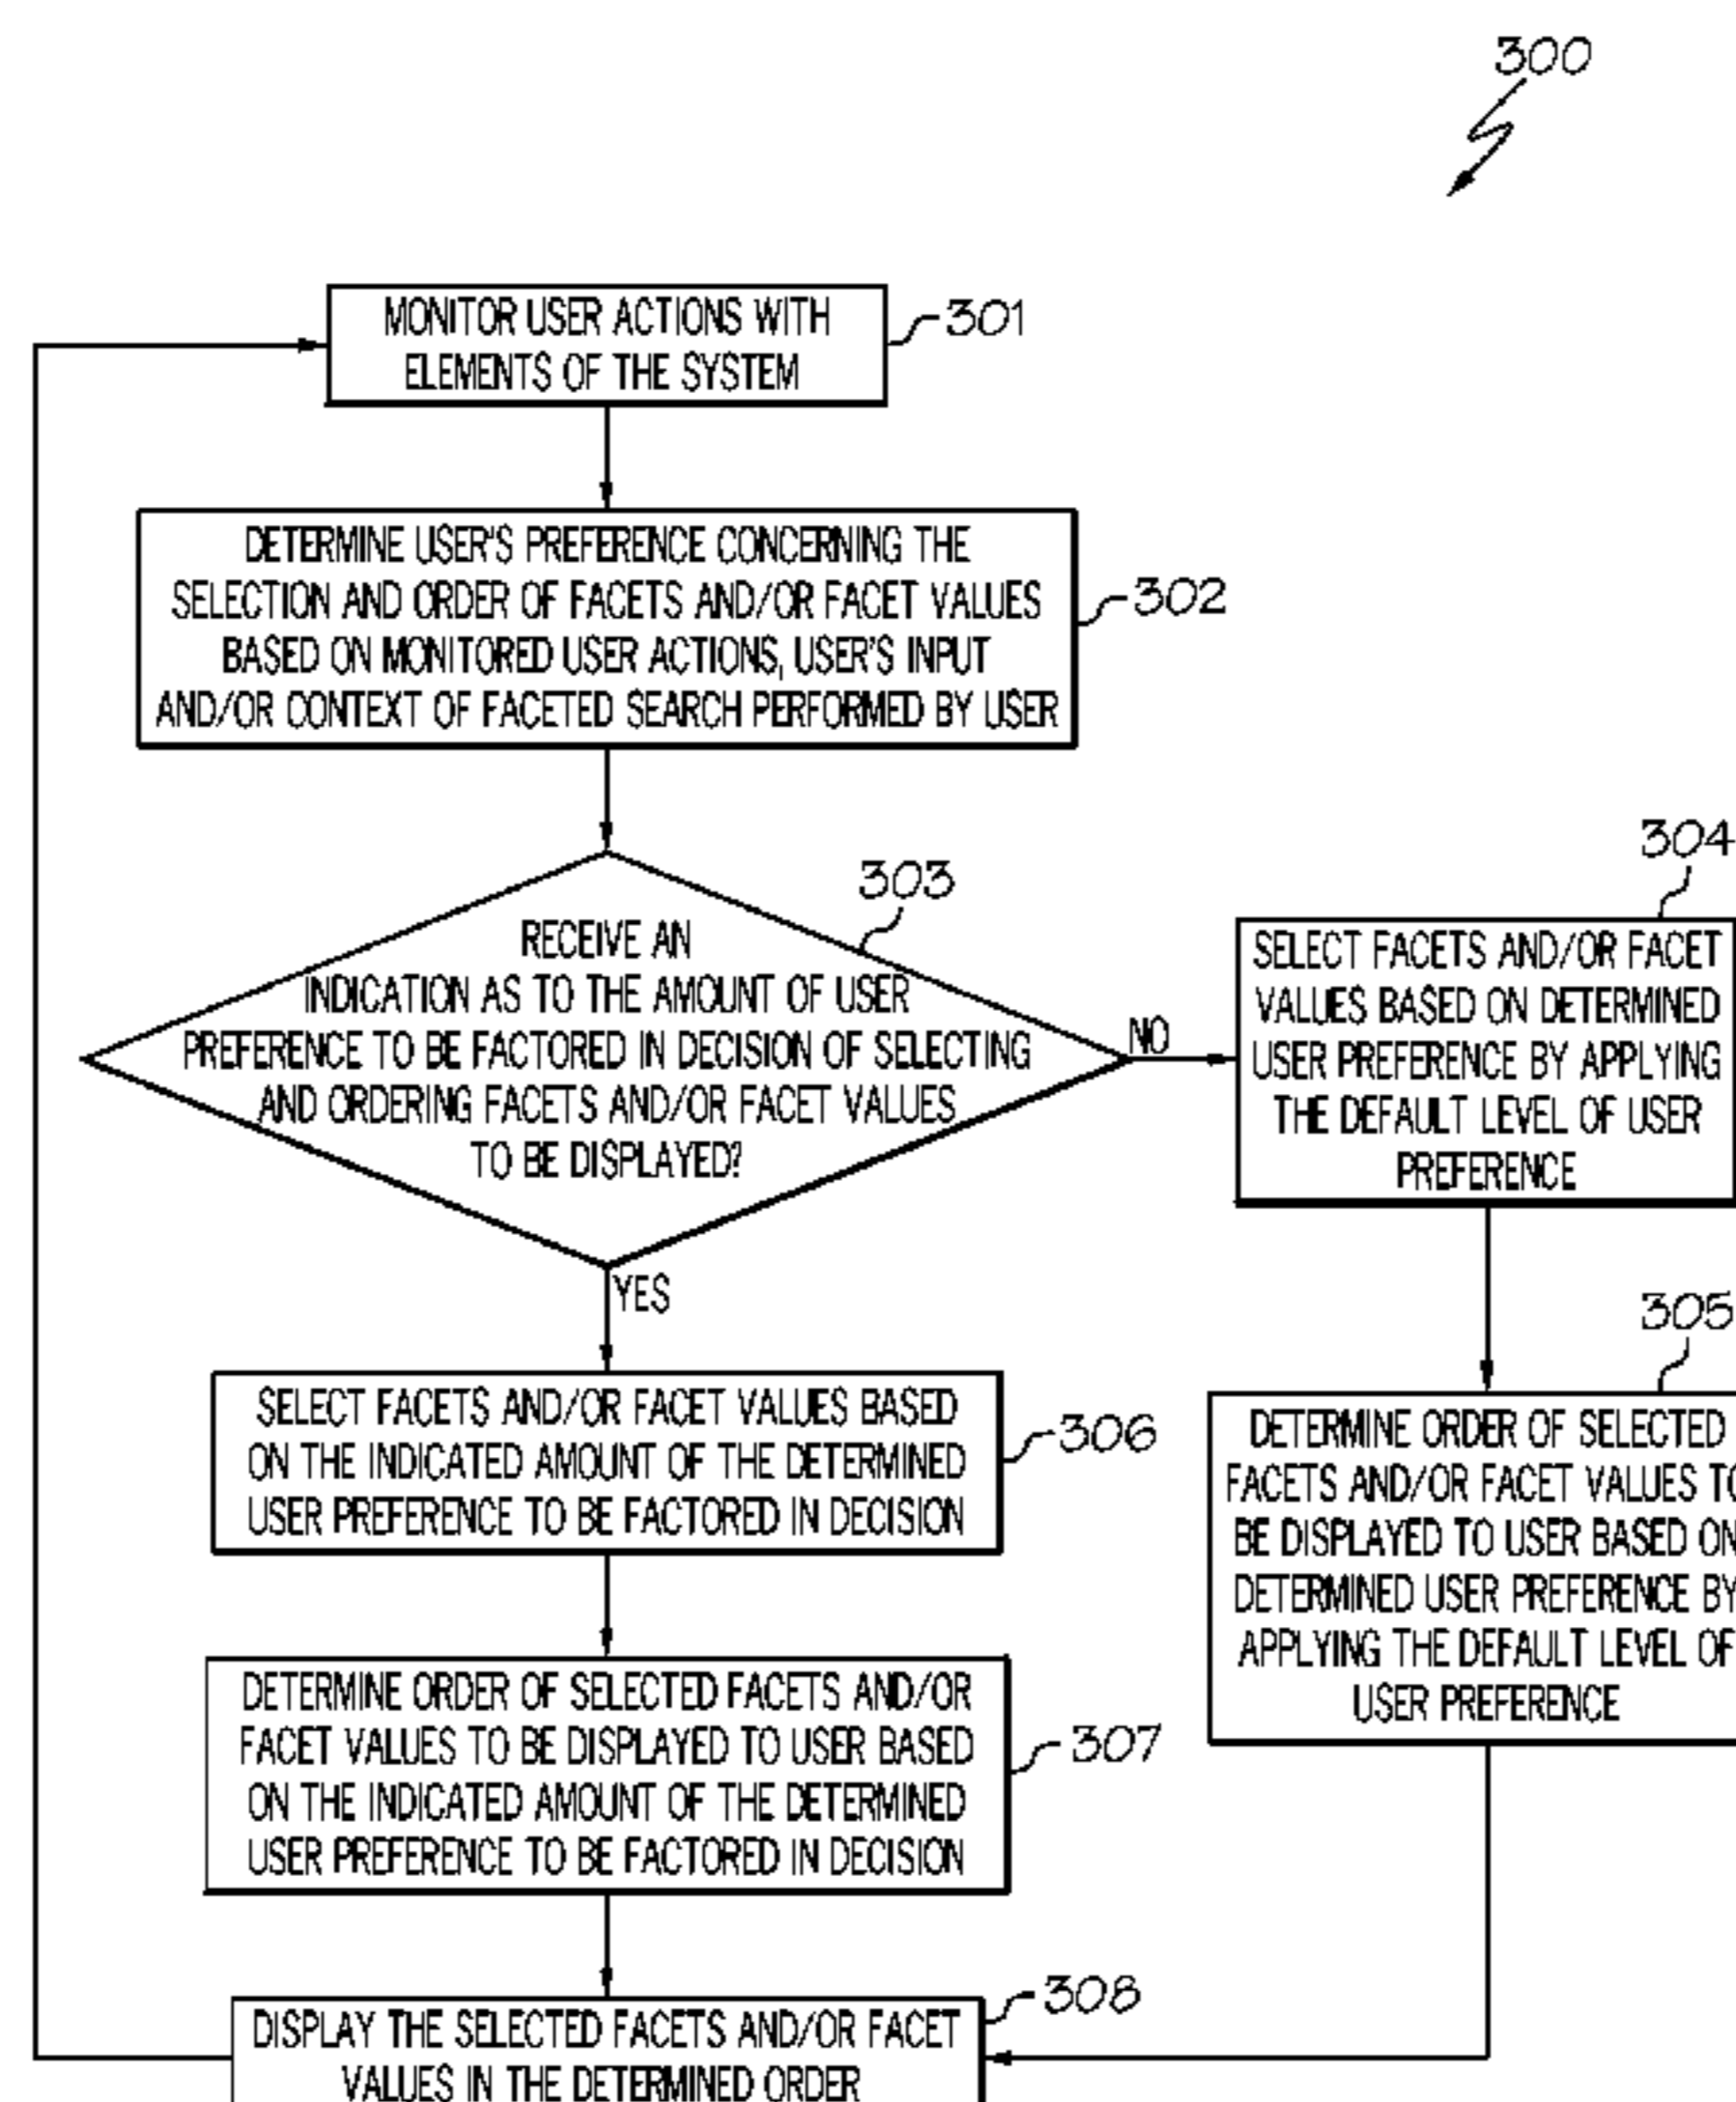 300
MONITOR USER ACTIONS WITH
ELEMENTS OF THE SYSTEM
301
DETERMINE USER'S PREFERENCE CONCERNING THE
SELECTION AND ORDER OF FACETS AND/OR FACET VALUES
BASED ON MONITORED USER ACTIONS, USER'S INPUT
AND/OR CONTEXT OF FACETED SEARCH PERFORMED BY USER
302
303
RECEIVE AN
INDICATION AS TO THE AMOUNT OF USER
PREFERENCE TO BE FACTORED IN DECISION OF SELECTING
AND ORDERING FACETS AND/OR FACET VALUES
TO BE DISPLAYED?
NO
YES
304
SELECT FACETS AND/OR FACET
VALUES BASED ON DETERMINED
USER PREFERENCE BY APPLYING
THE DEFAULT LEVEL OF USER
PREFERENCE
305
DETERMINE ORDER OF SELECTED
FACETS AND/OR FACET VALUES TO
BE DISPLAYED TO USER BASED ON
DETERMINED USER PREFERENCE BY
APPLYING THE DEFAULT LEVEL OF
USER PREFERENCE
SELECT FACETS AND/OR FACET VALUES BASED
ON THE INDICATED AMOUNT OF THE DETERMINED
USER PREFERENCE TO BE FACTORED IN DECISION
306
DETERMINE ORDER OF SELECTED FACETS AND/OR
FACET VALUES TO BE DISPLAYED TO USER BASED
ON THE INDICATED AMOUNT OF THE DETERMINED
USER PREFERENCE TO BE FACTORED IN DECISION
307
DISPLAY THE SELECTED FACETS AND/OR FACET
VALUES IN THE DETERMINED ORDER
308